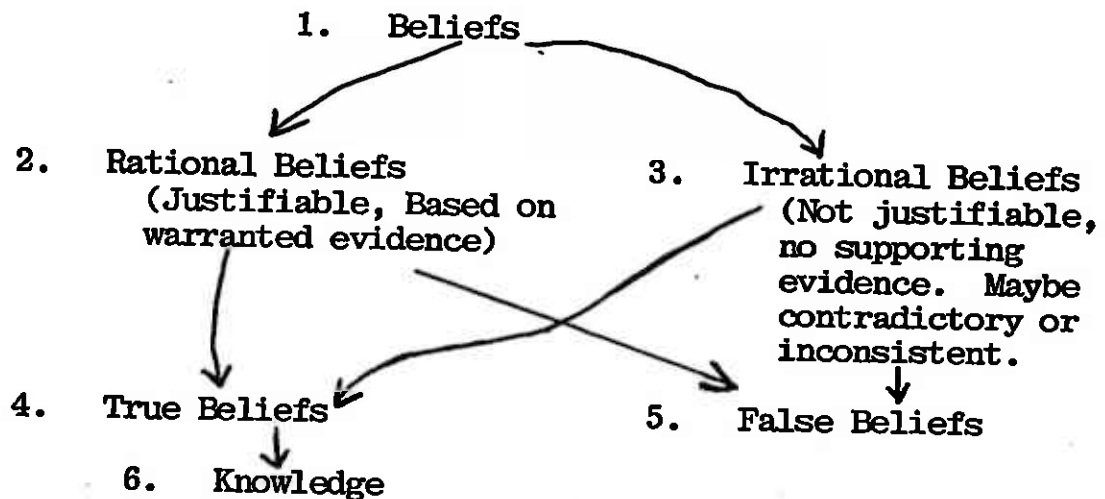 1. Beliefs
2. Rational Beliefs
(Justifiable, Based on
warranted evidence)
3. Irrational Beliefs
(Not justifiable,
no supporting
evidence. Maybe
contradictory or
inconsistent.
4. True Beliefs
5. False Beliefs
6. Knowledge